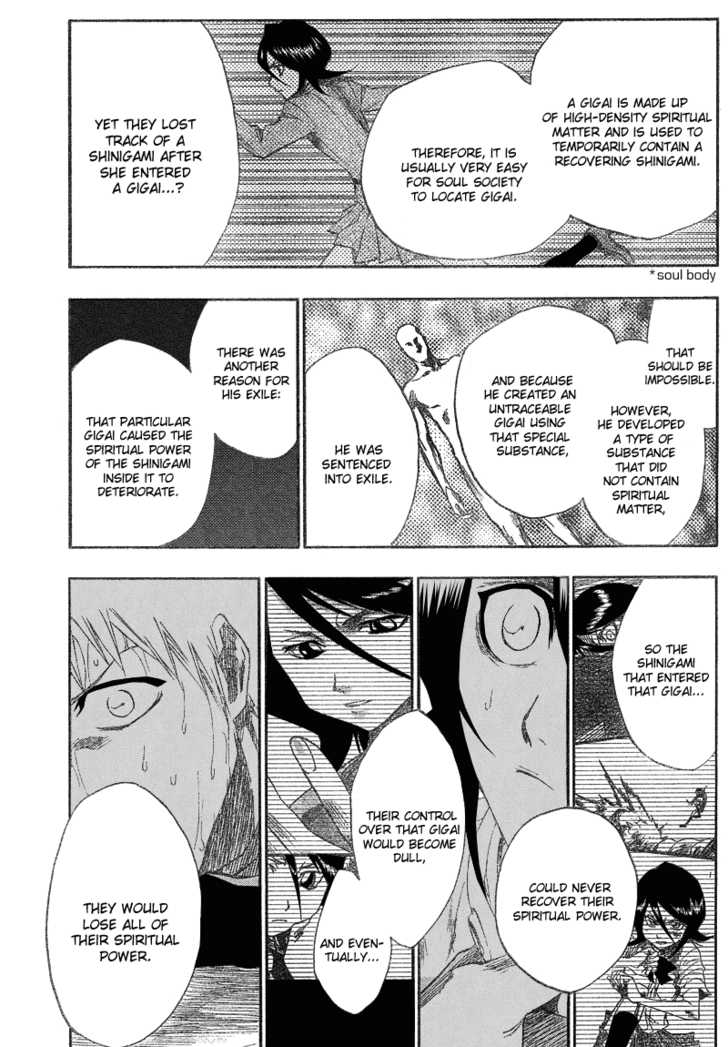 A GIGAI IS MADE UP
OF HIGH-DENSITY SPIRITUAL
MATTER AND IS USED TO
TEMPORARILY CONTAIN A
RECOVERING SHINIGAMI.
THEREFORE, IT IS
USUALLY VERY EASY
FOR SOUL SOCIETY
TO LOCATE GIGAI.
YET THEY LOST
TRACK OF A
SHINIGAMI AFTER
SHE ENTERED
A GIGAI...?
*soul body
THAT
SHOULD BE
IMPOSSIBLE.
HOWEVER,
HE DEVELOPED
A TYPE OF
SUBSTANCE
THAT DID
NOT CONTAIN
SPIRITUAL
MATTER,
AND BECAUSE
HE CREATED AN
UNTRACEABLE
GIGAI USING
THAT SPECIAL
SUBSTANCE,
HE WAS
SENTENCED
INTO EXILE.
THERE WAS
ANOTHER
REASON FOR
HIS EXILE:
THAT PARTICULAR
GIGAI CAUSED THE
SPIRITUAL POWER
OF THE SHINIGAMI
INSIDE IT TO
DETERIORATE.
SO THE
SHINIGAMI
THAT ENTERED
THAT GIGAI...
COULD NEVER
RECOVER THEIR
SPIRITUAL POWER.
THEIR CONTROL
OVER THAT GIGAI
WOULD BECOME
DULL,
AND EVEN-
TUALLY...
THEY WOULD
LOSE ALL OF
THEIR SPIRITUAL
POWER.